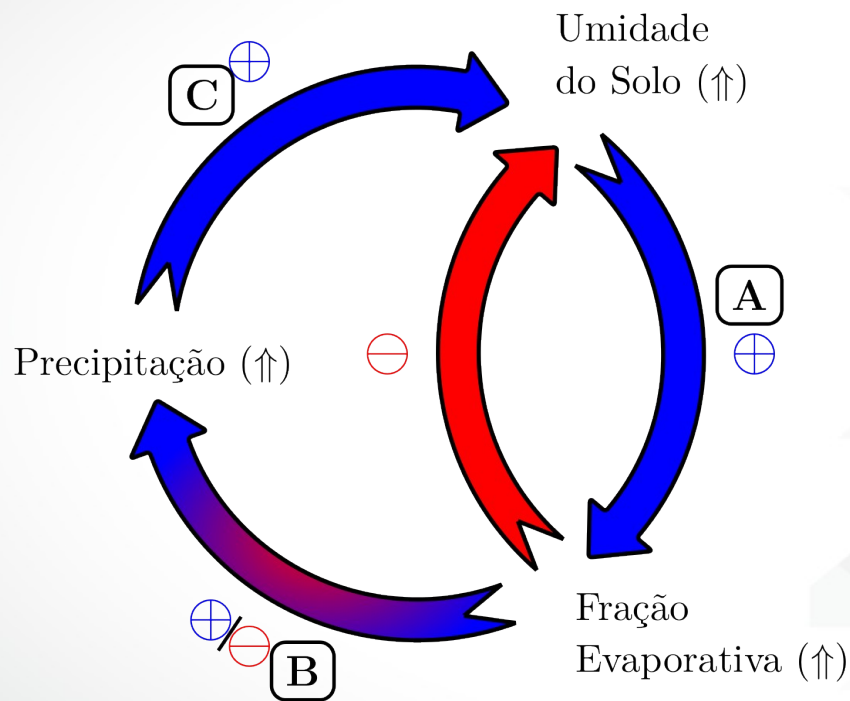 Umidade
do Solo (⇑)
C
A
Precipitação (⇑)
B
Fração
Evaporativa (⇑)